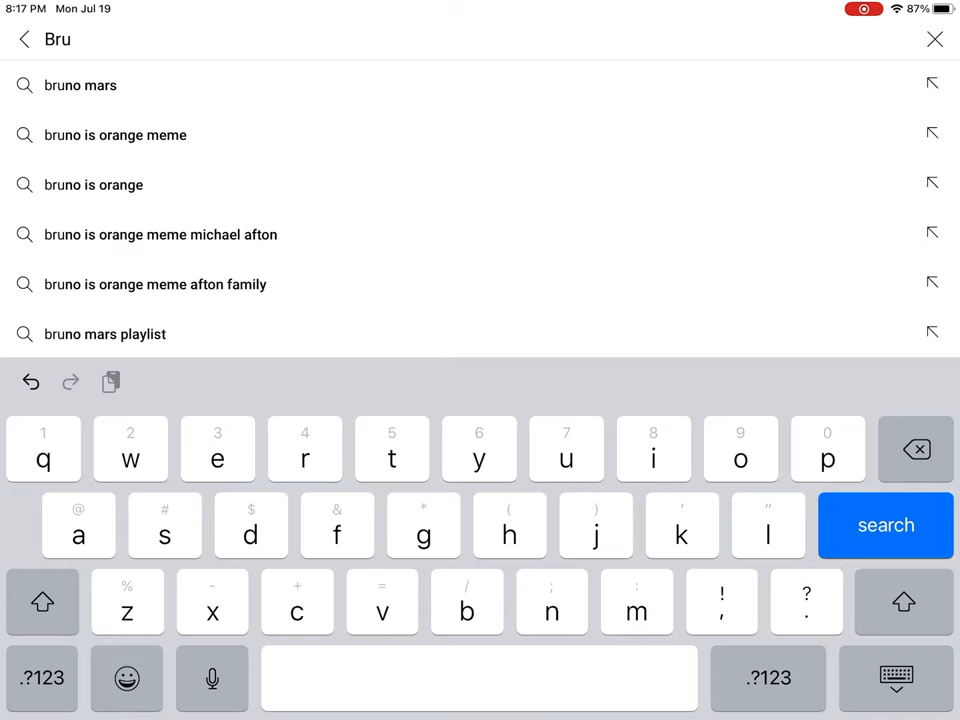 8:17 PM Mon Jul 19 87%
Bru
bruno mars
bruno is orange meme
bruno is orange
bruno is orange meme michael afton
bruno is orange meme afton family
bruno mars playlist
1 2 3 4 5 6 7 8 9 0
q w e r t y u i o p
@ # $ & * ( ) ' "
a s d f g h j k l search
% - + = / ; : ! ?
z x c v b n m , .
.?123 .?123